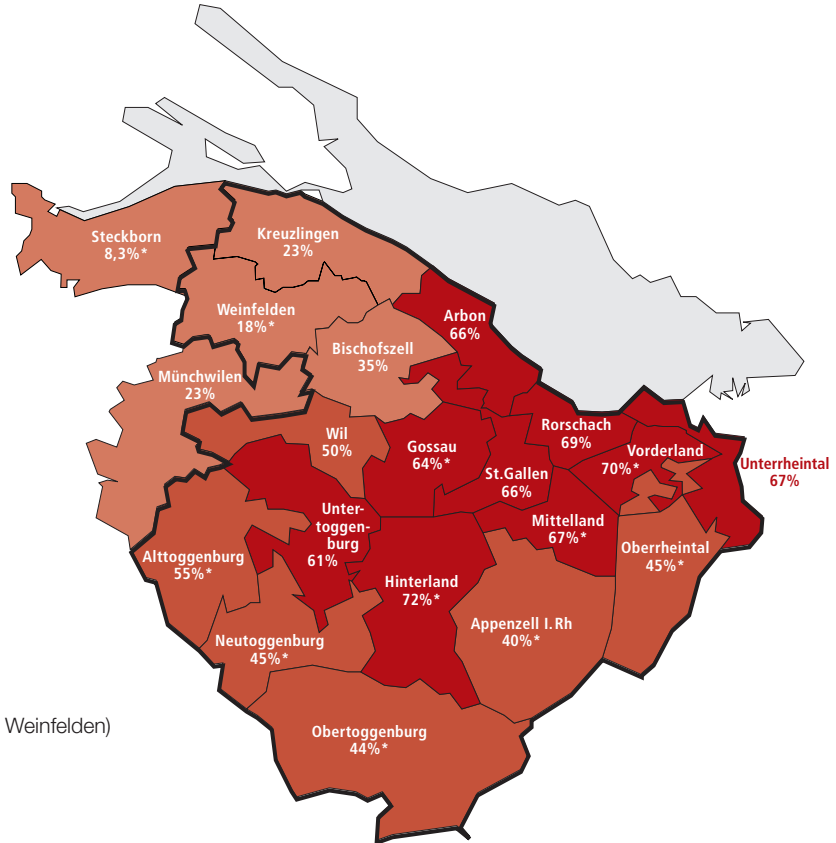 Steckborn
8,3%*
Kreuzlingen
23%
Weinfelden
18%*
Arbon
66%
Bischofszell
35%
Münchwilen
23%
Wil
50%
Gossau
64%*
St.Gallen
66%
Rorschach
69%
Vorderland
70%*
Unterrheintal
67%
Unter-
toggen-
burg
61%
Mittelland
67%*
Oberrheintal
45%*
Alttoggenburg
55%*
Hinterland
72%*
Appenzell I.Rh
40%*
Neutoggenburg
45%*
Weinfelden)
Obertoggenburg
44%*